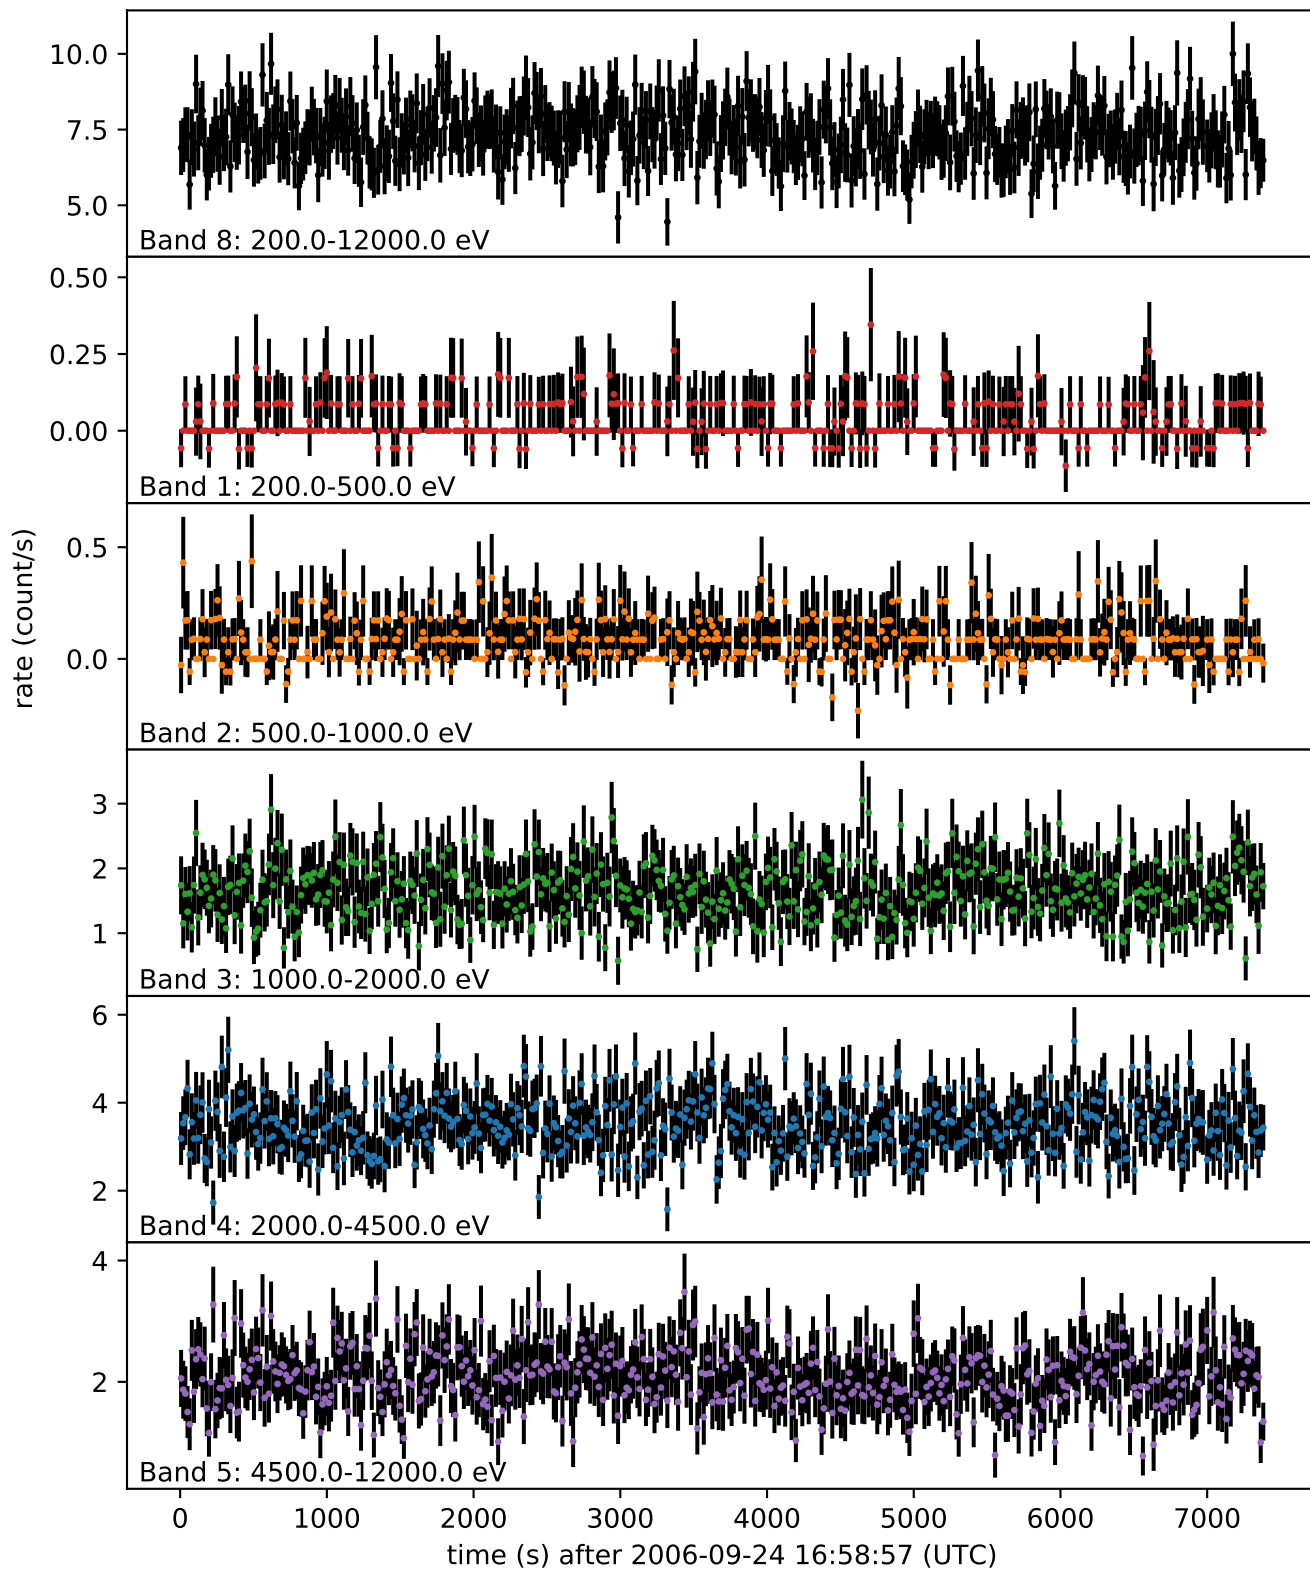 10.0
7.5
5.0
Band 8: 200.0-12000.0 eV
0.50
0.25
0.00
Band 1: 200.0-500.0 eV
rate (count/s)
0.5
0.0
Band 2: 500.0-1000.0 eV
3
2
1
Band 3: 1000.0-2000.0 eV
6
4
2
Band 4: 2000.0-4500.0 eV
4
2
Band 5: 4500.0-12000.0 eV
0 1000 2000 3000 4000 5000 6000 7000
time (s) after 2006-09-24 16:58:57 (UTC)